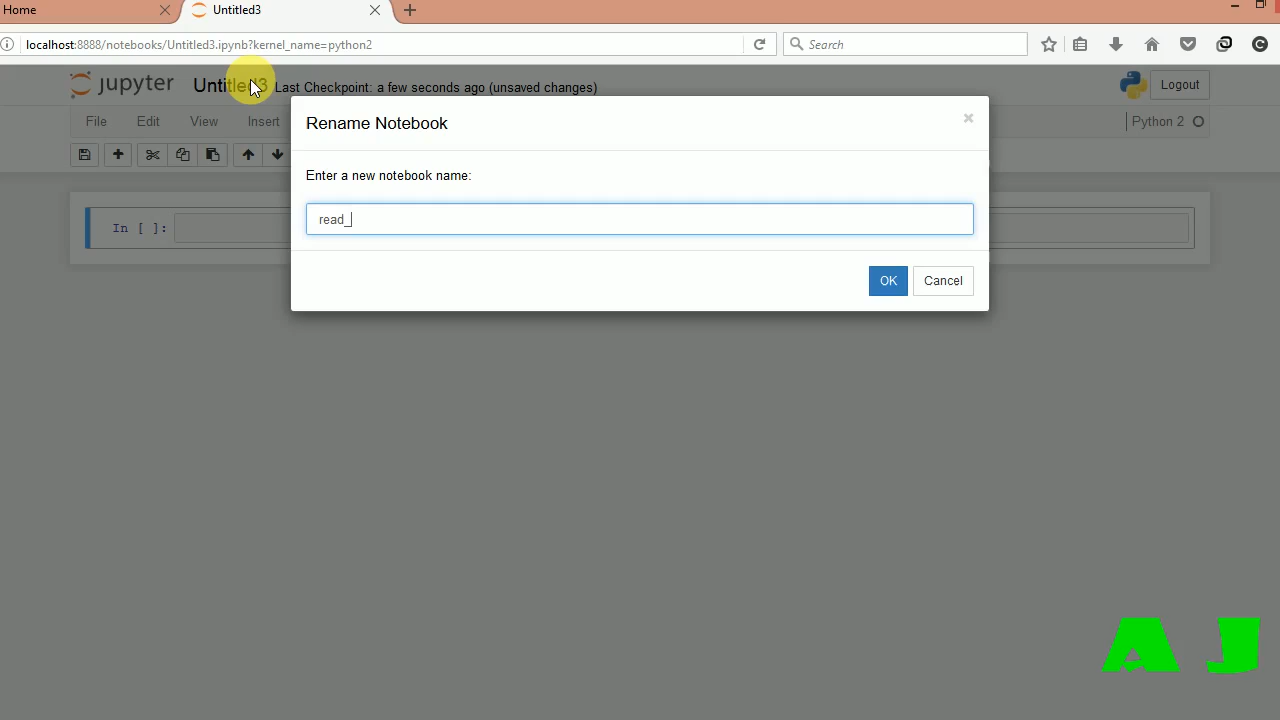 Home
Untitled3
localhost:8888/notebooks/Untitled3.ipynb?kernel_name=python2
Search
jupyter Untitled3 Last Checkpoint: a few seconds ago (unsaved changes)
Logout
File Edit View Insert
Python 2
Rename Notebook
Enter a new notebook name:
read_
In [ ]:
OK Cancel
A J